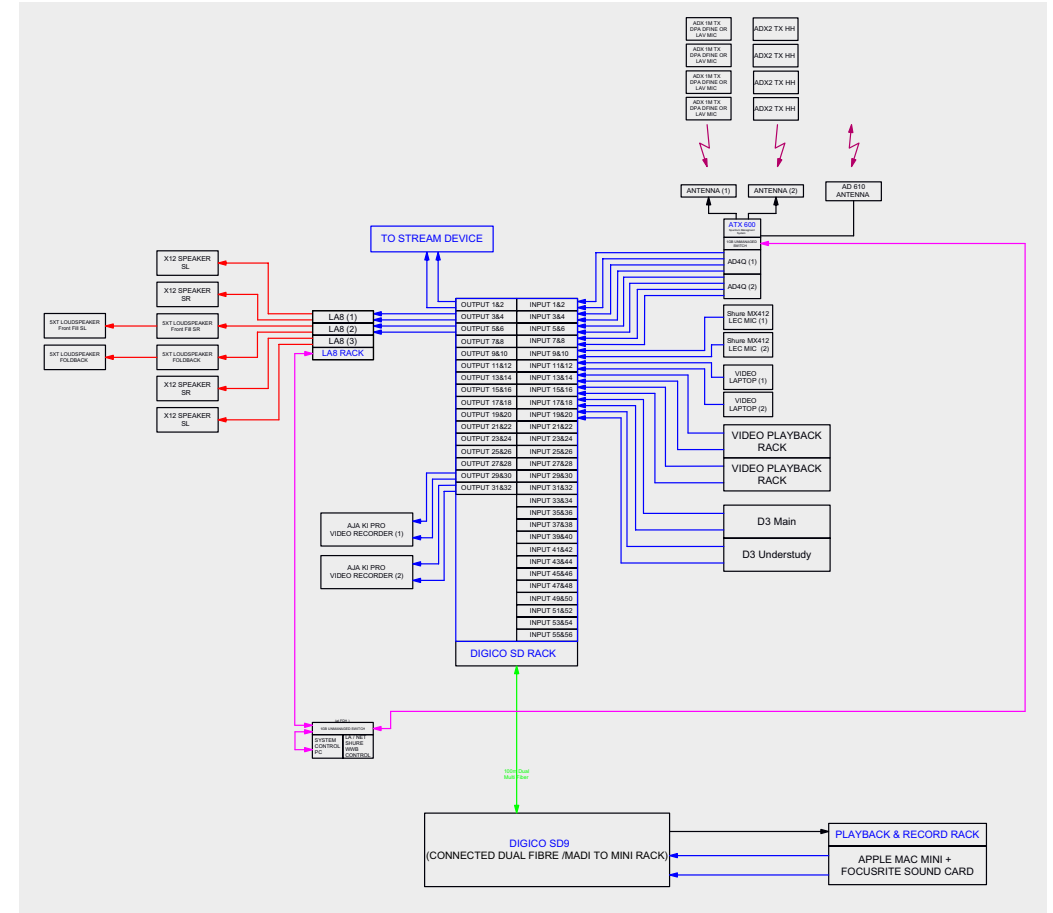 ADX 1M TX
DPA DFINE OR
LAV MIC
ADX2 TX HH
ADX 1M TX
DPA DFINE OR
LAV MIC
ADX2 TX HH
ADX 1M TX
DPA DFINE OR
LAV MIC
ADX2 TX HH
ADX 1M TX
DPA DFINE OR
LAV MIC
ADX2 TX HH
ANTENNA (1)
ANTENNA (2)
AD 610
ANTENNA
ATX 600
1GB UNMANAGED
SWITCH
AD4Q (1)
AD4Q (2)
TO STREAM DEVICE
X12 SPEAKER
SL
X12 SPEAKER
SR
5XT LOUDSPEAKER
Front Fill SL
5XT LOUDSPEAKER
Front Fill SR
5XT LOUDSPEAKER
FOLDBACK
5XT LOUDSPEAKER
FOLDBACK
X12 SPEAKER
SR
X12 SPEAKER
SL
LA8 (1)
LA8 (2)
LA8 (3)
LA8 RACK
OUTPUT 1&2 INPUT 1&2
OUTPUT 3&4 INPUT 3&4
OUTPUT 5&6 INPUT 5&6
OUTPUT 7&8 INPUT 7&8
OUTPUT 9&10 INPUT 9&10
OUTPUT 11&12 INPUT 11&12
OUTPUT 13&14 INPUT 13&14
OUTPUT 15&16 INPUT 15&16
OUTPUT 17&18 INPUT 17&18
OUTPUT 19&20 INPUT 19&20
OUTPUT 21&22 INPUT 21&22
OUTPUT 23&24 INPUT 23&24
OUTPUT 25&26 INPUT 25&26
OUTPUT 27&28 INPUT 27&28
OUTPUT 29&30 INPUT 29&30
OUTPUT 31&32 INPUT 31&32
INPUT 33&34
INPUT 35&36
INPUT 37&38
INPUT 39&40
INPUT 41&42
INPUT 43&44
INPUT 45&46
INPUT 47&48
INPUT 49&50
INPUT 51&52
INPUT 53&54
INPUT 55&56
DIGICO SD RACK
Shure MX412
LEC MIC (1)
Shure MX412
LEC MIC (2)
VIDEO
LAPTOP (1)
VIDEO
LAPTOP (2)
VIDEO PLAYBACK
RACK
VIDEO PLAYBACK
RACK
D3 Main
D3 Understudy
AJA KI PRO
VIDEO RECORDER (1)
AJA KI PRO
VIDEO RECORDER (2)
1GB UNMANAGED SWITCH
SYSTEM
CONTROL
PC
LA / NET
SHURE
WWB
CONTROL
100m Dual
Multi Fiber
DIGICO SD9
(CONNECTED DUAL FIBRE /MADI TO MINI RACK)
PLAYBACK & RECORD RACK
APPLE MAC MINI +
FOCUSRITE SOUND CARD